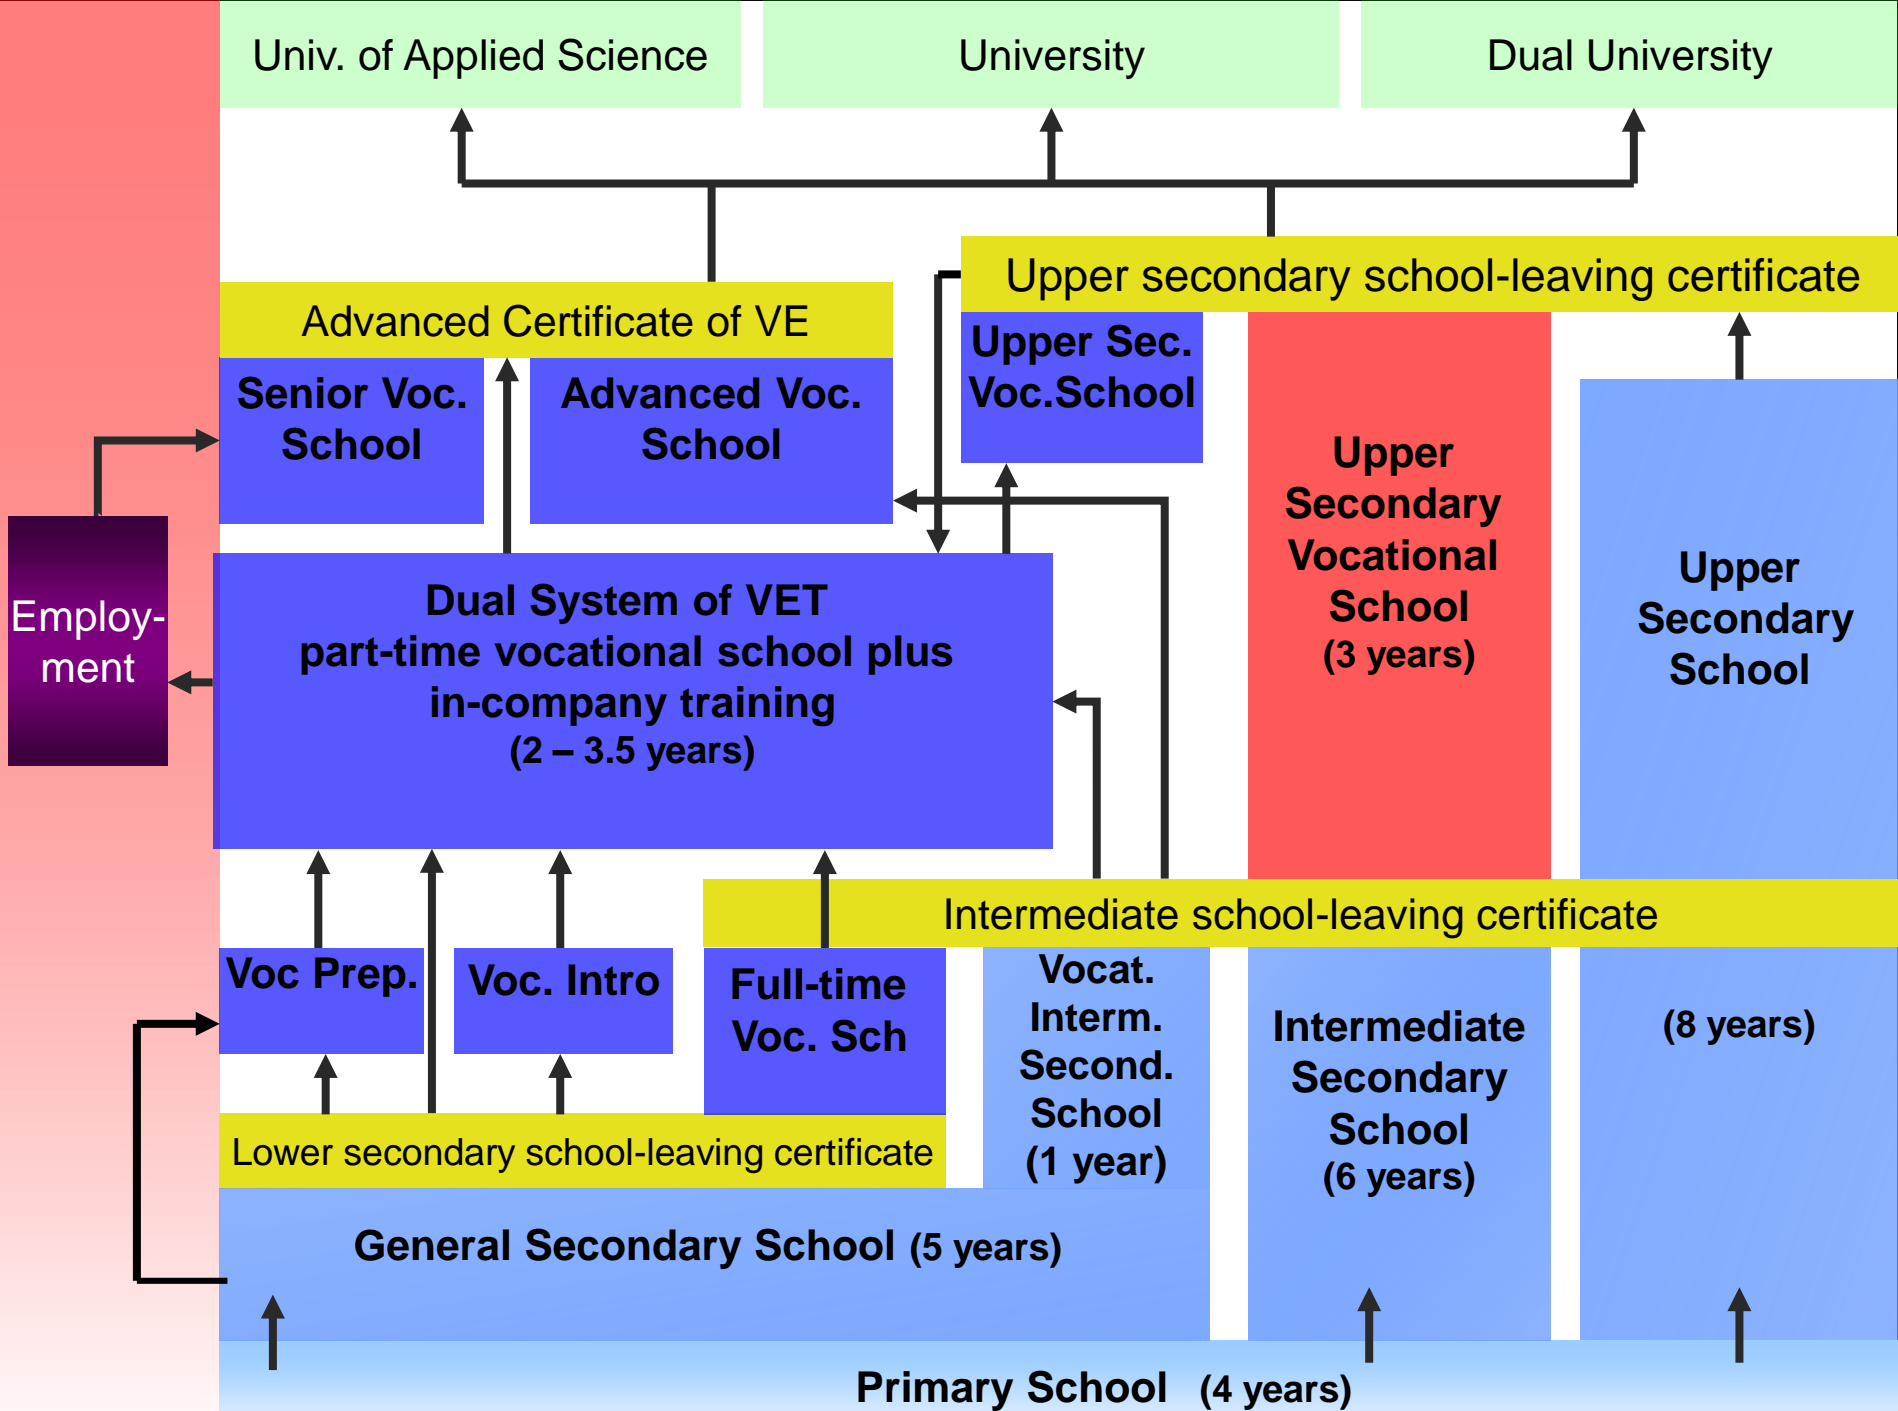 Univ. of Applied Science
University
Dual University
Upper secondary school-leaving certificate
Advanced Certificate of VE
Senior Voc.
School
Advanced Voc.
School
Upper Sec.
Voc.School
Upper
Secondary
Vocational
School
(3 years)
Upper
Secondary
School
Employ-
ment
Dual System of VET
part-time vocational school plus
in-company training
(2 – 3.5 years)
Intermediate school-leaving certificate
Voc Prep.
Voc. Intro
Full-time
Voc. Sch
Vocat.
Interm.
Second.
School
(1 year)
Intermediate
Secondary
School
(6 years)
(8 years)
Lower secondary school-leaving certificate
General Secondary School (5 years)
Primary School (4 years)